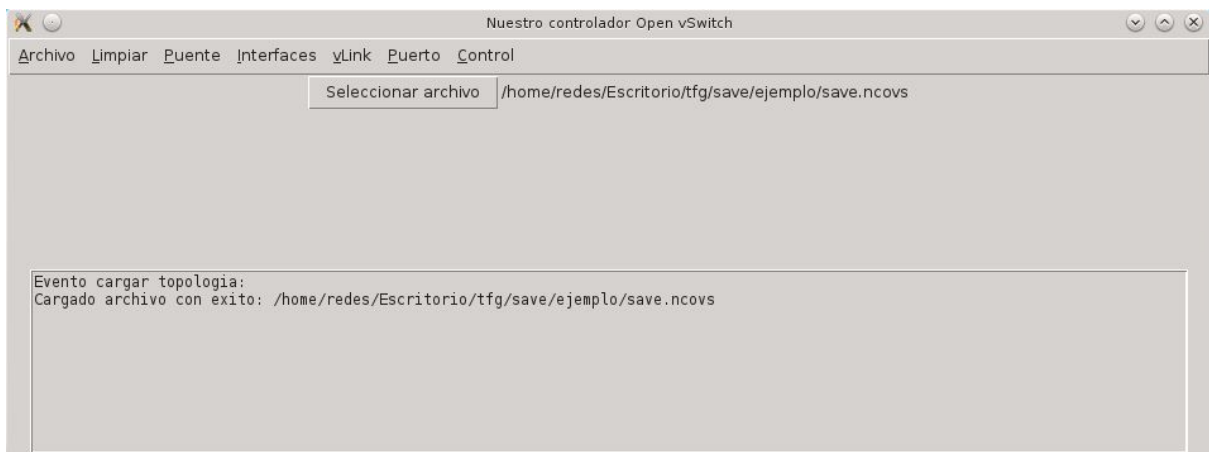 Nuestro controlador Open vSwitch
Archivo Limpiar Puente Interfaces vLink Puerto Control
Seleccionar archivo /home/redes/Escritorio/tfg/save/ejemplo/save.ncovs
Evento cargar topologia:
Cargado archivo con exito: /home/redes/Escritorio/tfg/save/ejemplo/save.ncovs